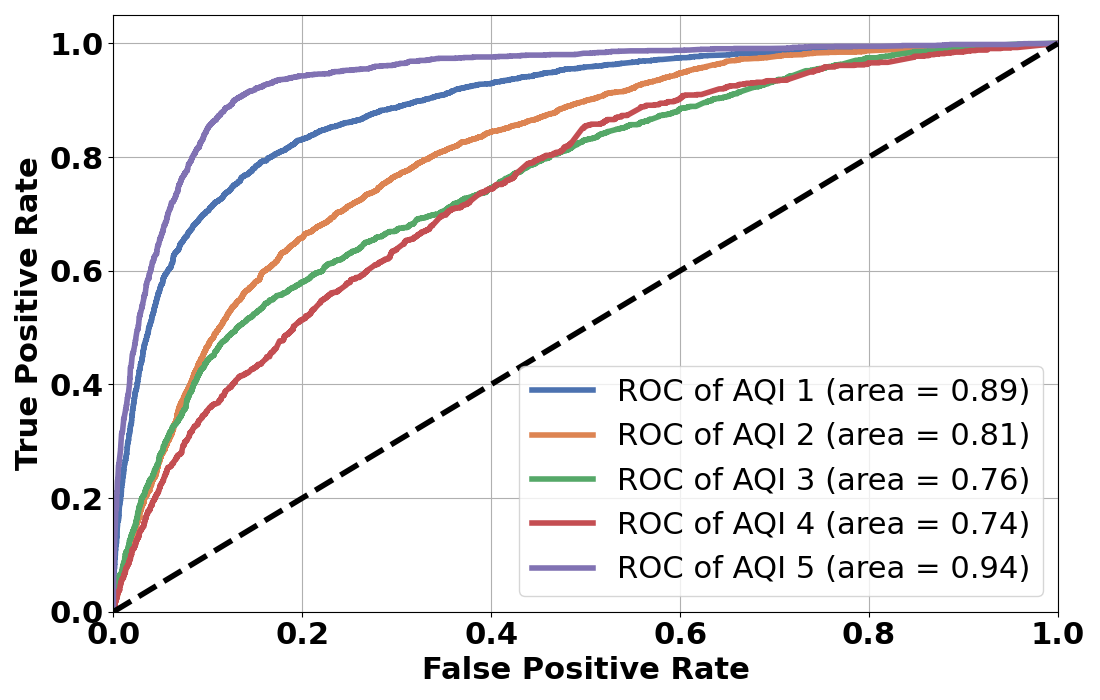 1.0
0.8
0.6
0.4
0.2
0.0
True Positive Rate
ROC of AQI 1 (area = 0.89)
ROC of AQI 2 (area = 0.81)
ROC of AQI 3 (area = 0.76)
ROC of AQI 4 (area = 0.74)
ROC of AQI 5 (area = 0.94)
0.0 0.2 0.4 0.6 0.8 1.0
False Positive Rate